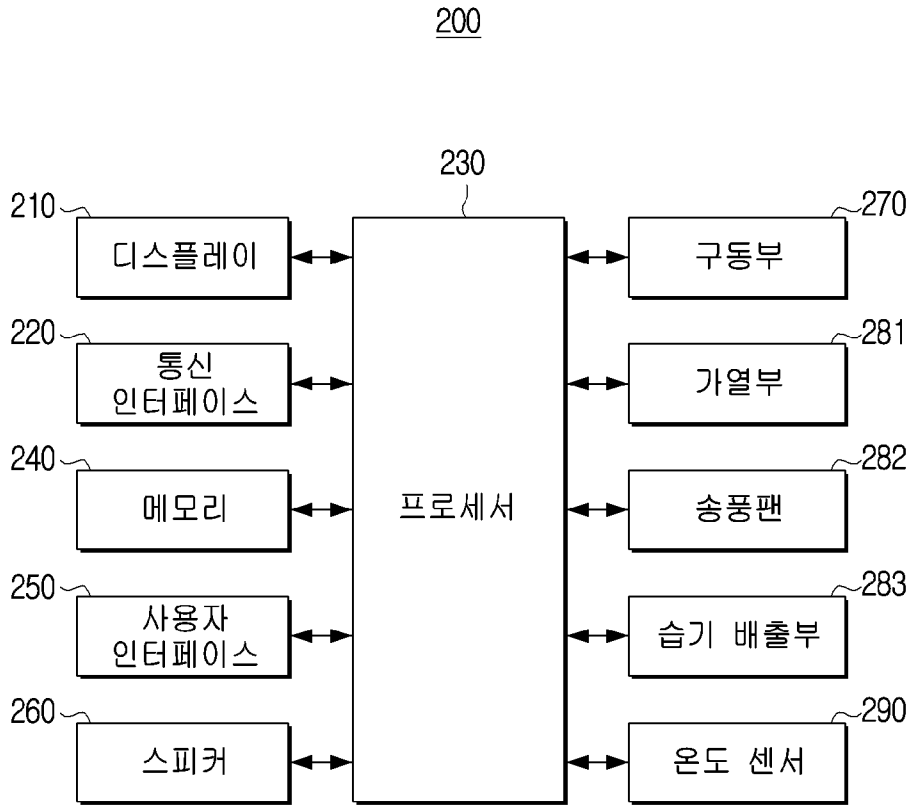 200
230
210
디스플레이
270
구동부
220
통신
인터페이스
281
가열부
240
메모리
프로세서
282
송풍팬
250
사용자
인터페이스
283
습기 배출부
260
스피커
290
온도 센서